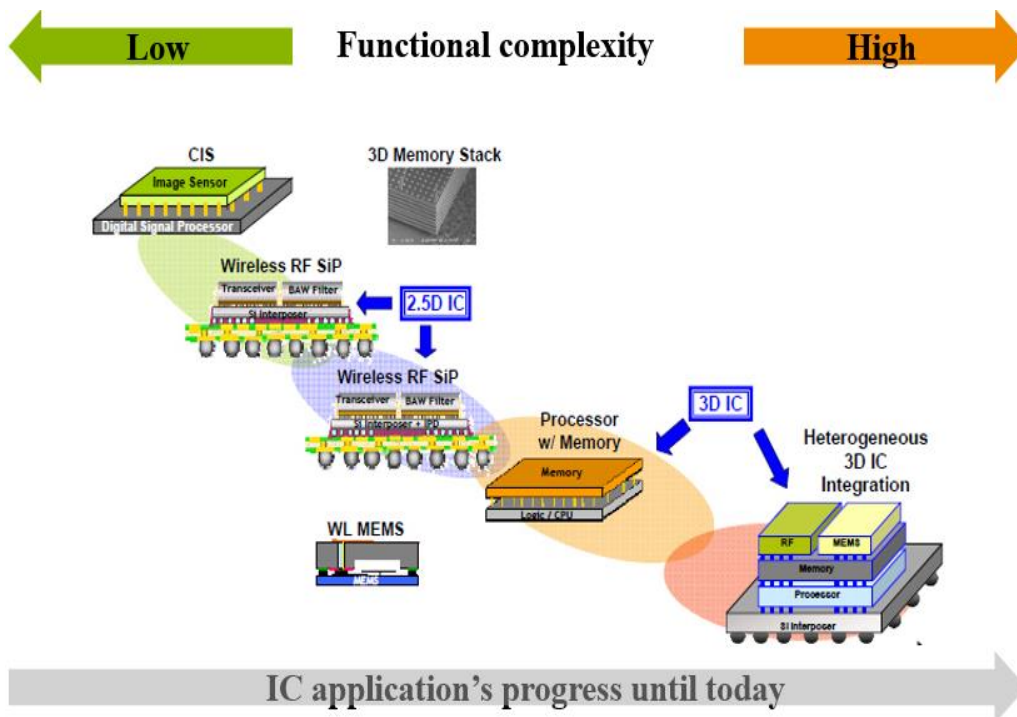 Low
Functional complexity
High
CIS
Image Sensor
Digital Signal Processor
3D Memory Stack
Wireless RF SiP
Transceiver
BAW Filter
Si Interposer
2.5D IC
Wireless RF SiP
Transceiver
BAW Filter
Si Interposer + IPD
3D IC
Processor
w/ Memory
Memory
Logic / CPU
Heterogeneous
3D IC
Integration
RF
MEMS
Memory
Processor
Si Interposer
WL MEMS
MEMS
IC application's progress until today